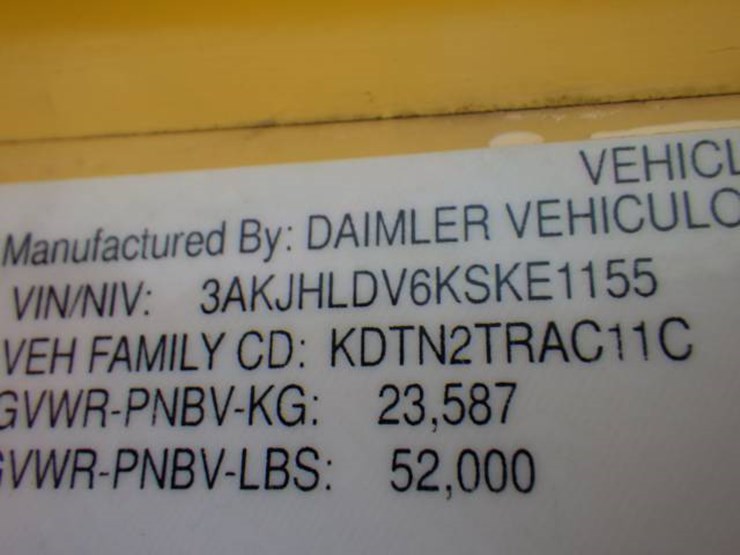 VEHICL
Manufactured By: DAIMLER VEHICULO
VIN/NIV: 3AKJHLDV6KSKE1155
VEH FAMILY CD: KDTN2TRAC11C
GVWR-PNBV-KG: 23,587
GVWR-PNBV-LBS: 52,000